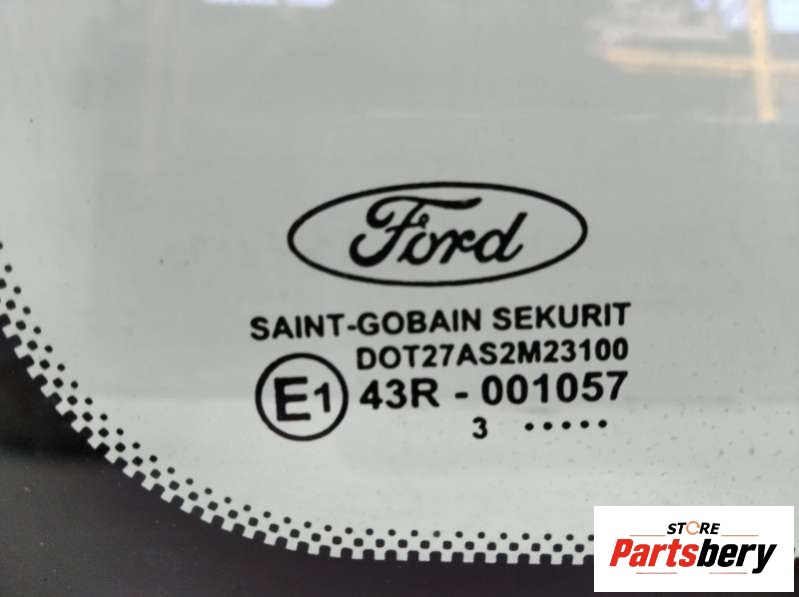 Ford
SAINT-GOBAIN SEKURIT
DOT27AS2M23100
E1 43R - 001057
3 •••••
STORE
Partsbery